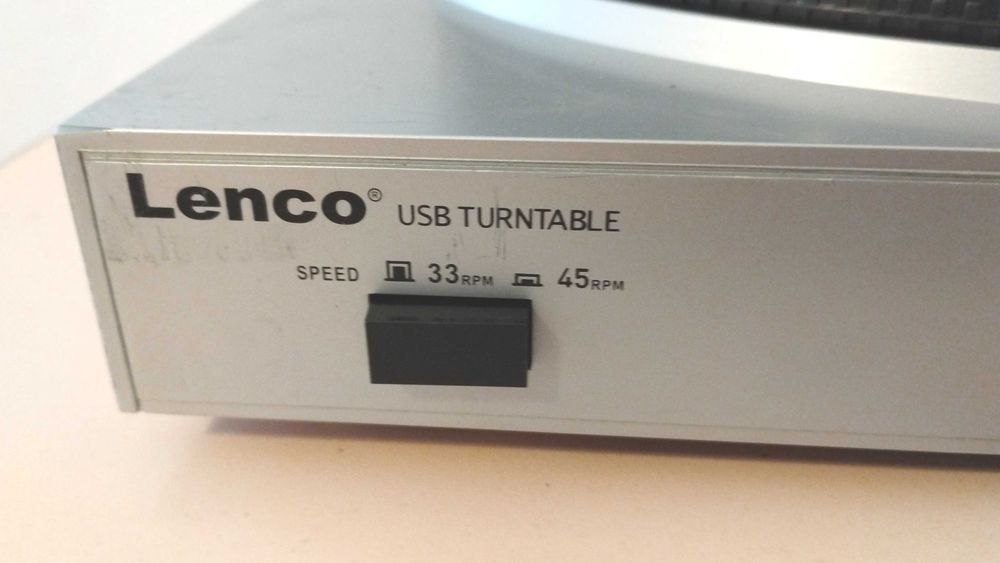 Lenco® USB TURNTABLE
SPEED 33RPM 45RPM